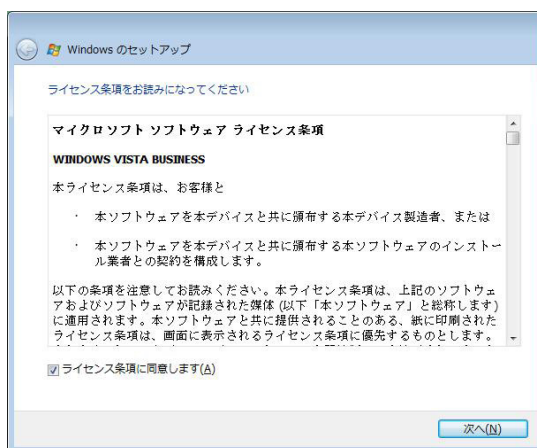 Windows のセットアップ
ライセンス条項をお読みになってください
マイクロソフト ソフトウェア ライセンス条項
WINDOWS VISTA BUSINESS
本ライセンス条項は、お客様と
· 本ソフトウェアを本デバイスと共に頒布する本デバイス製造者、または
· 本ソフトウェアを本デバイスと共に頒布する本ソフトウェアのインストー
ル業者との契約を構成します。
以下の条項を注意してお読みください。本ライセンス条項は、上記のソフトウェ
アおよびソフトウェアが記録された媒体 (以下「本ソフトウェア」と総称します)
に適用されます。本ソフトウェアと共に提供されることのある、紙に印刷された
ライセンス条項は、画面に表示されるライセンス条項に優先するものとします。
ライセンス条項に同意します(A)
次へ(N)